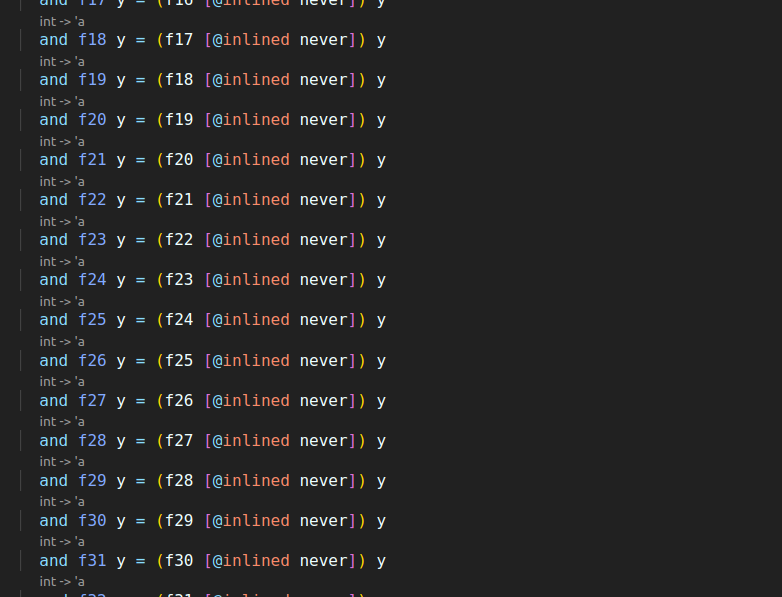 and f17 y = (f16 [@inlined never]) y
int -> 'a
and f18 y = (f17 [@inlined never]) y
int -> 'a
and f19 y = (f18 [@inlined never]) y
int -> 'a
and f20 y = (f19 [@inlined never]) y
int -> 'a
and f21 y = (f20 [@inlined never]) y
int -> 'a
and f22 y = (f21 [@inlined never]) y
int -> 'a
and f23 y = (f22 [@inlined never]) y
int -> 'a
and f24 y = (f23 [@inlined never]) y
int -> 'a
and f25 y = (f24 [@inlined never]) y
int -> 'a
and f26 y = (f25 [@inlined never]) y
int -> 'a
and f27 y = (f26 [@inlined never]) y
int -> 'a
and f28 y = (f27 [@inlined never]) y
int -> 'a
and f29 y = (f28 [@inlined never]) y
int -> 'a
and f30 y = (f29 [@inlined never]) y
int -> 'a
and f31 y = (f30 [@inlined never]) y
int -> 'a